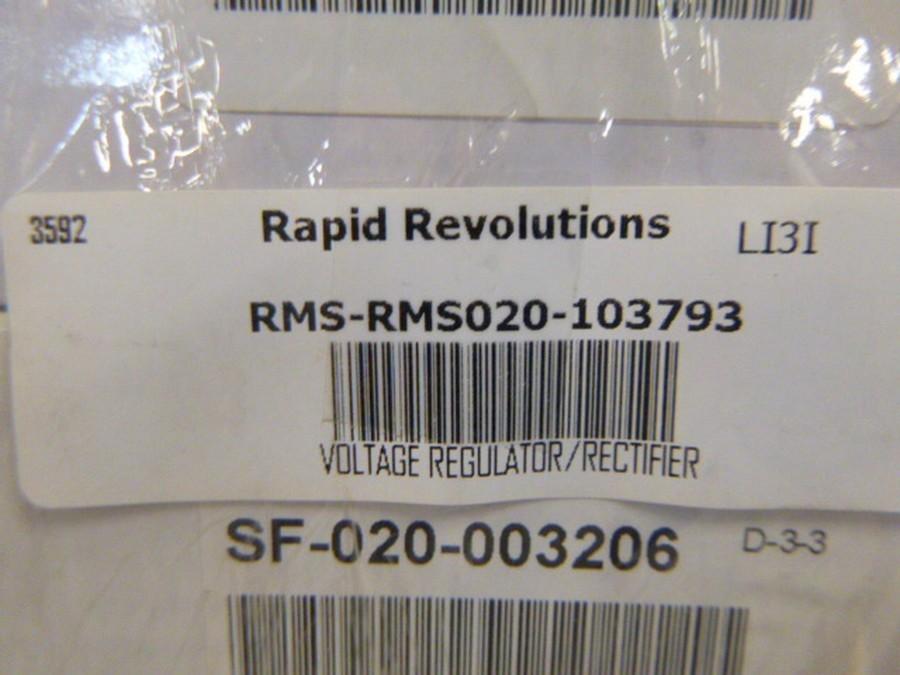 3592 Rapid Revolutions LI3I
RMS-RMS020-103793
VOLTAGE REGULATOR/RECTIFIER
SF-020-003206 D-3-3